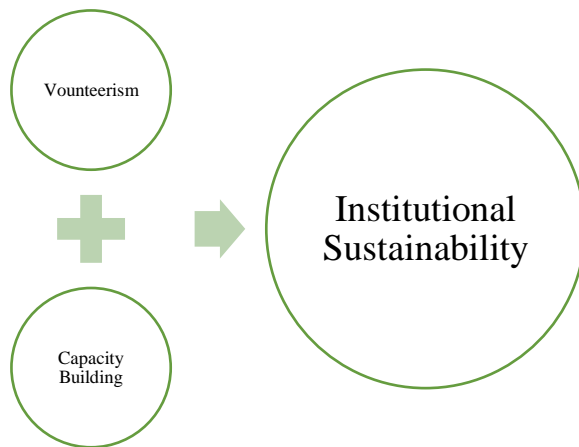 Vounteerism
Capacity
Building
Institutional
Sustainability